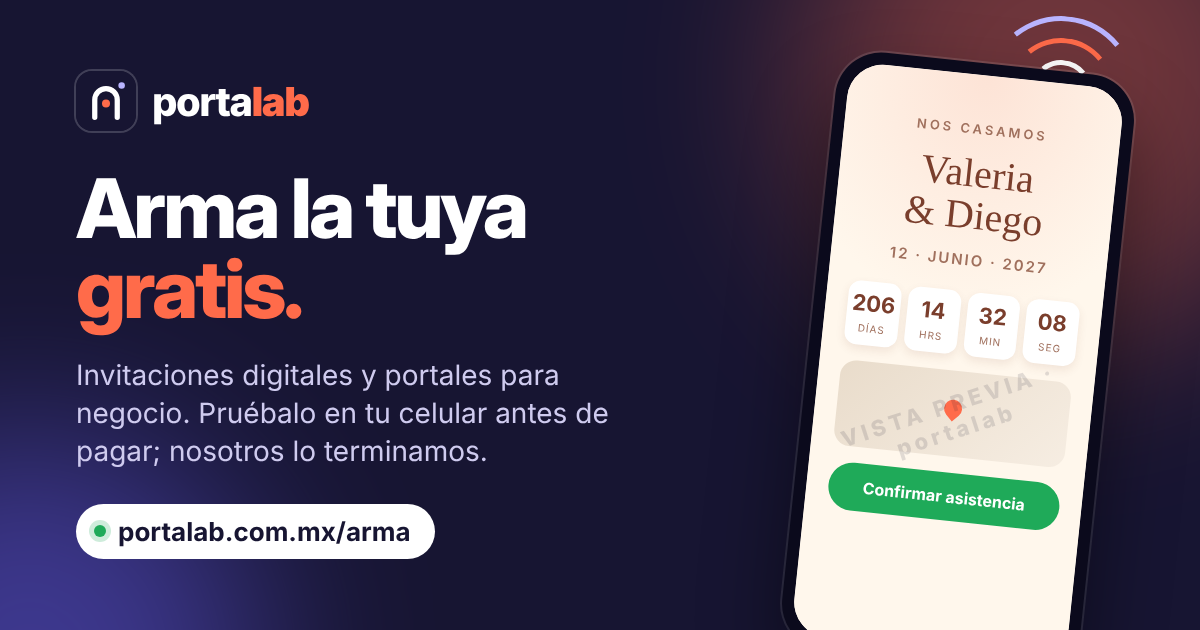 portalab
Arma la tuya
gratis.
Invitaciones digitales y portales para
negocio. Pruébalo en tu celular antes de
pagar; nosotros lo terminamos.
portalab.com.mx/arma
NOS CASAMOS
Valeria
& Diego
12 · JUNIO · 2027
206 14 32 08
DÍAS HRS MIN SEG
VISTA PREVIA ·
portalab
Confirmar asistencia